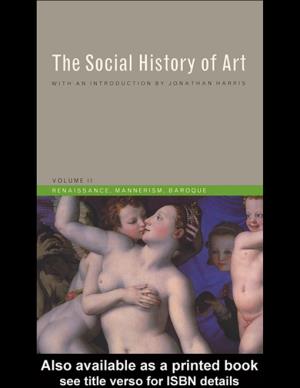 The Social History of Art
WITH AN INTRODUCTION BY JONATHAN HARRIS
VOLUME II
RENAISSANCE, MANNERISM, BAROQUE
Also available as a printed book
see title verso for ISBN details